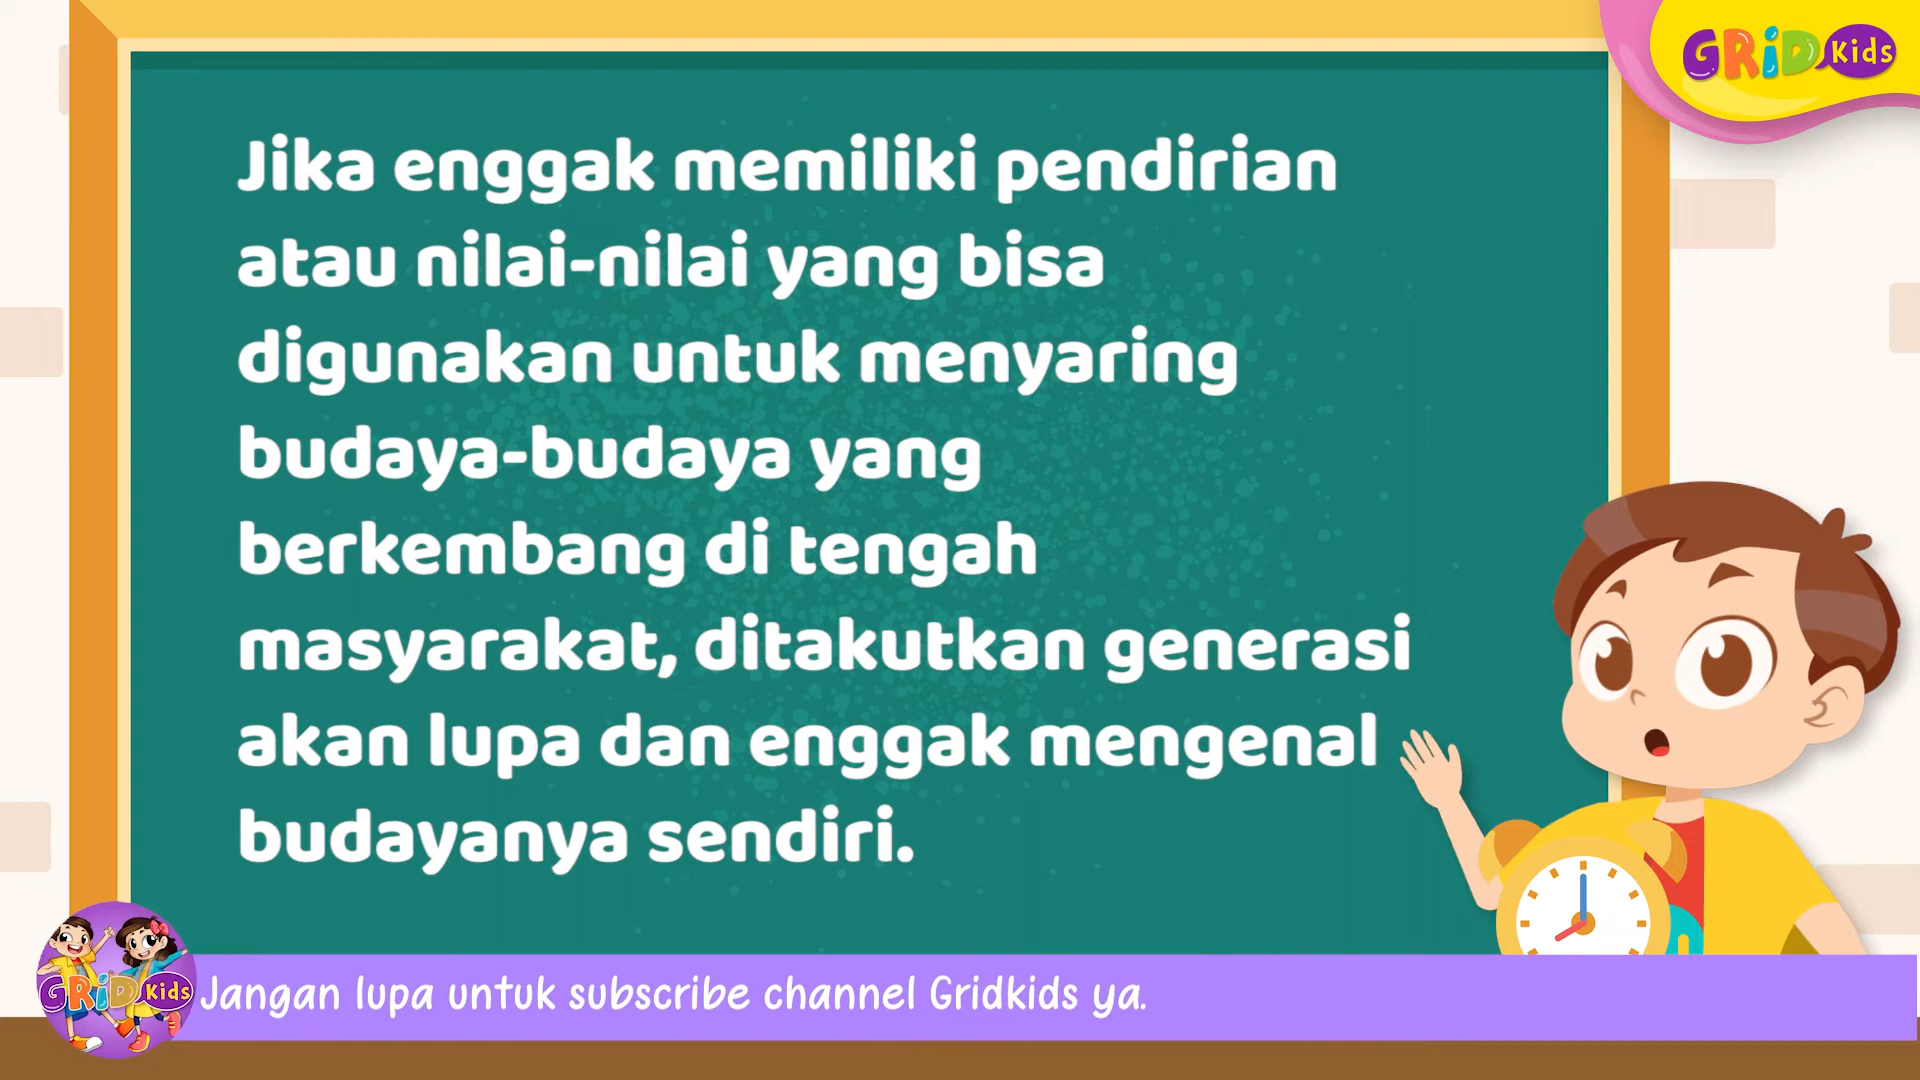 GRiD Kids
Jika enggak memiliki pendirian
atau nilai-nilai yang bisa
digunakan untuk menyaring
budaya-budaya yang
berkembang di tengah
masyarakat, ditakutkan generasi
akan lupa dan enggak mengenal
budayanya sendiri.
GRiD Kids
Jangan lupa untuk subscribe channel Gridkids ya.